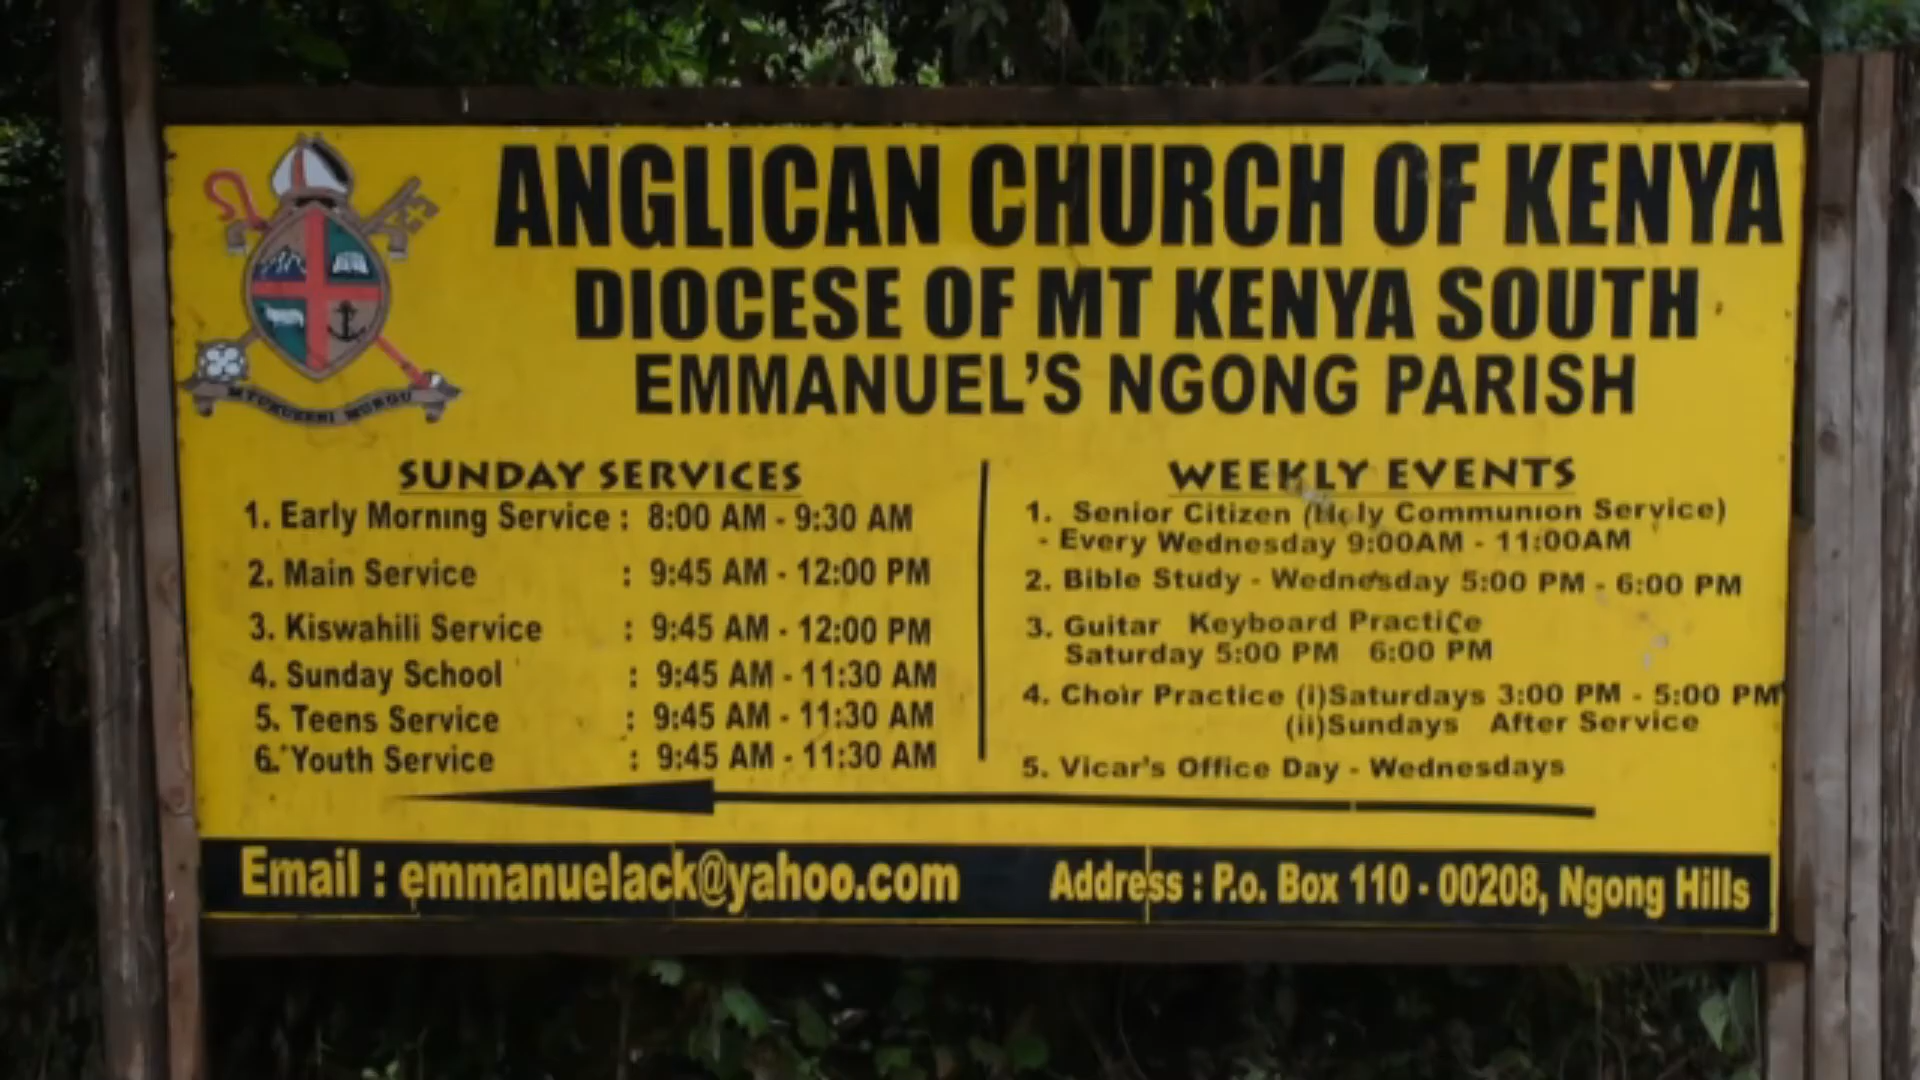 ANGLICAN CHURCH OF KENYA
DIOCESE OF MT KENYA SOUTH
EMMANUEL'S NGONG PARISH
MTUKUZENI MUNGU
SUNDAY SERVICES
1. Early Morning Service : 8:00 AM - 9:30 AM
2. Main Service : 9:45 AM - 12:00 PM
3. Kiswahili Service : 9:45 AM - 12:00 PM
4. Sunday School : 9:45 AM - 11:30 AM
5. Teens Service : 9:45 AM - 11:30 AM
6. Youth Service : 9:45 AM - 11:30 AM
WEEKLY EVENTS
1. Senior Citizen (Holy Communion Service)
- Every Wednesday 9:00AM - 11:00AM
2. Bible Study - Wednesday 5:00 PM - 6:00 PM
3. Guitar Keyboard Practice
Saturday 5:00 PM 6:00 PM
4. Choir Practice (i)Saturdays 3:00 PM - 5:00 PM
(ii)Sundays After Service
5. Vicar's Office Day - Wednesdays
Email : emmanuelack@yahoo.com
Address : P.o. Box 110 - 00208, Ngong Hills